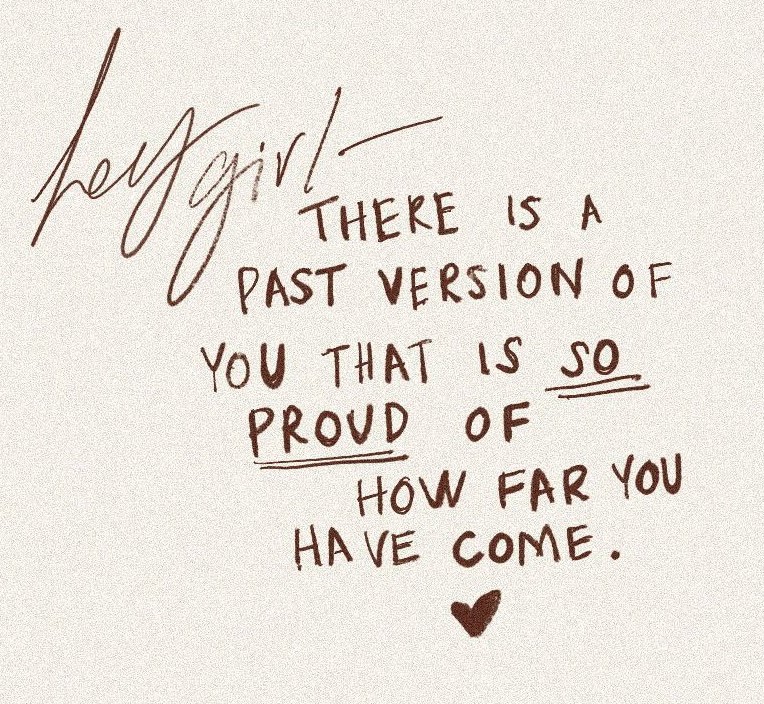 hey girl—
THERE IS A
PAST VERSION OF
YOU THAT IS SO
PROUD OF
HOW FAR YOU
HAVE COME.